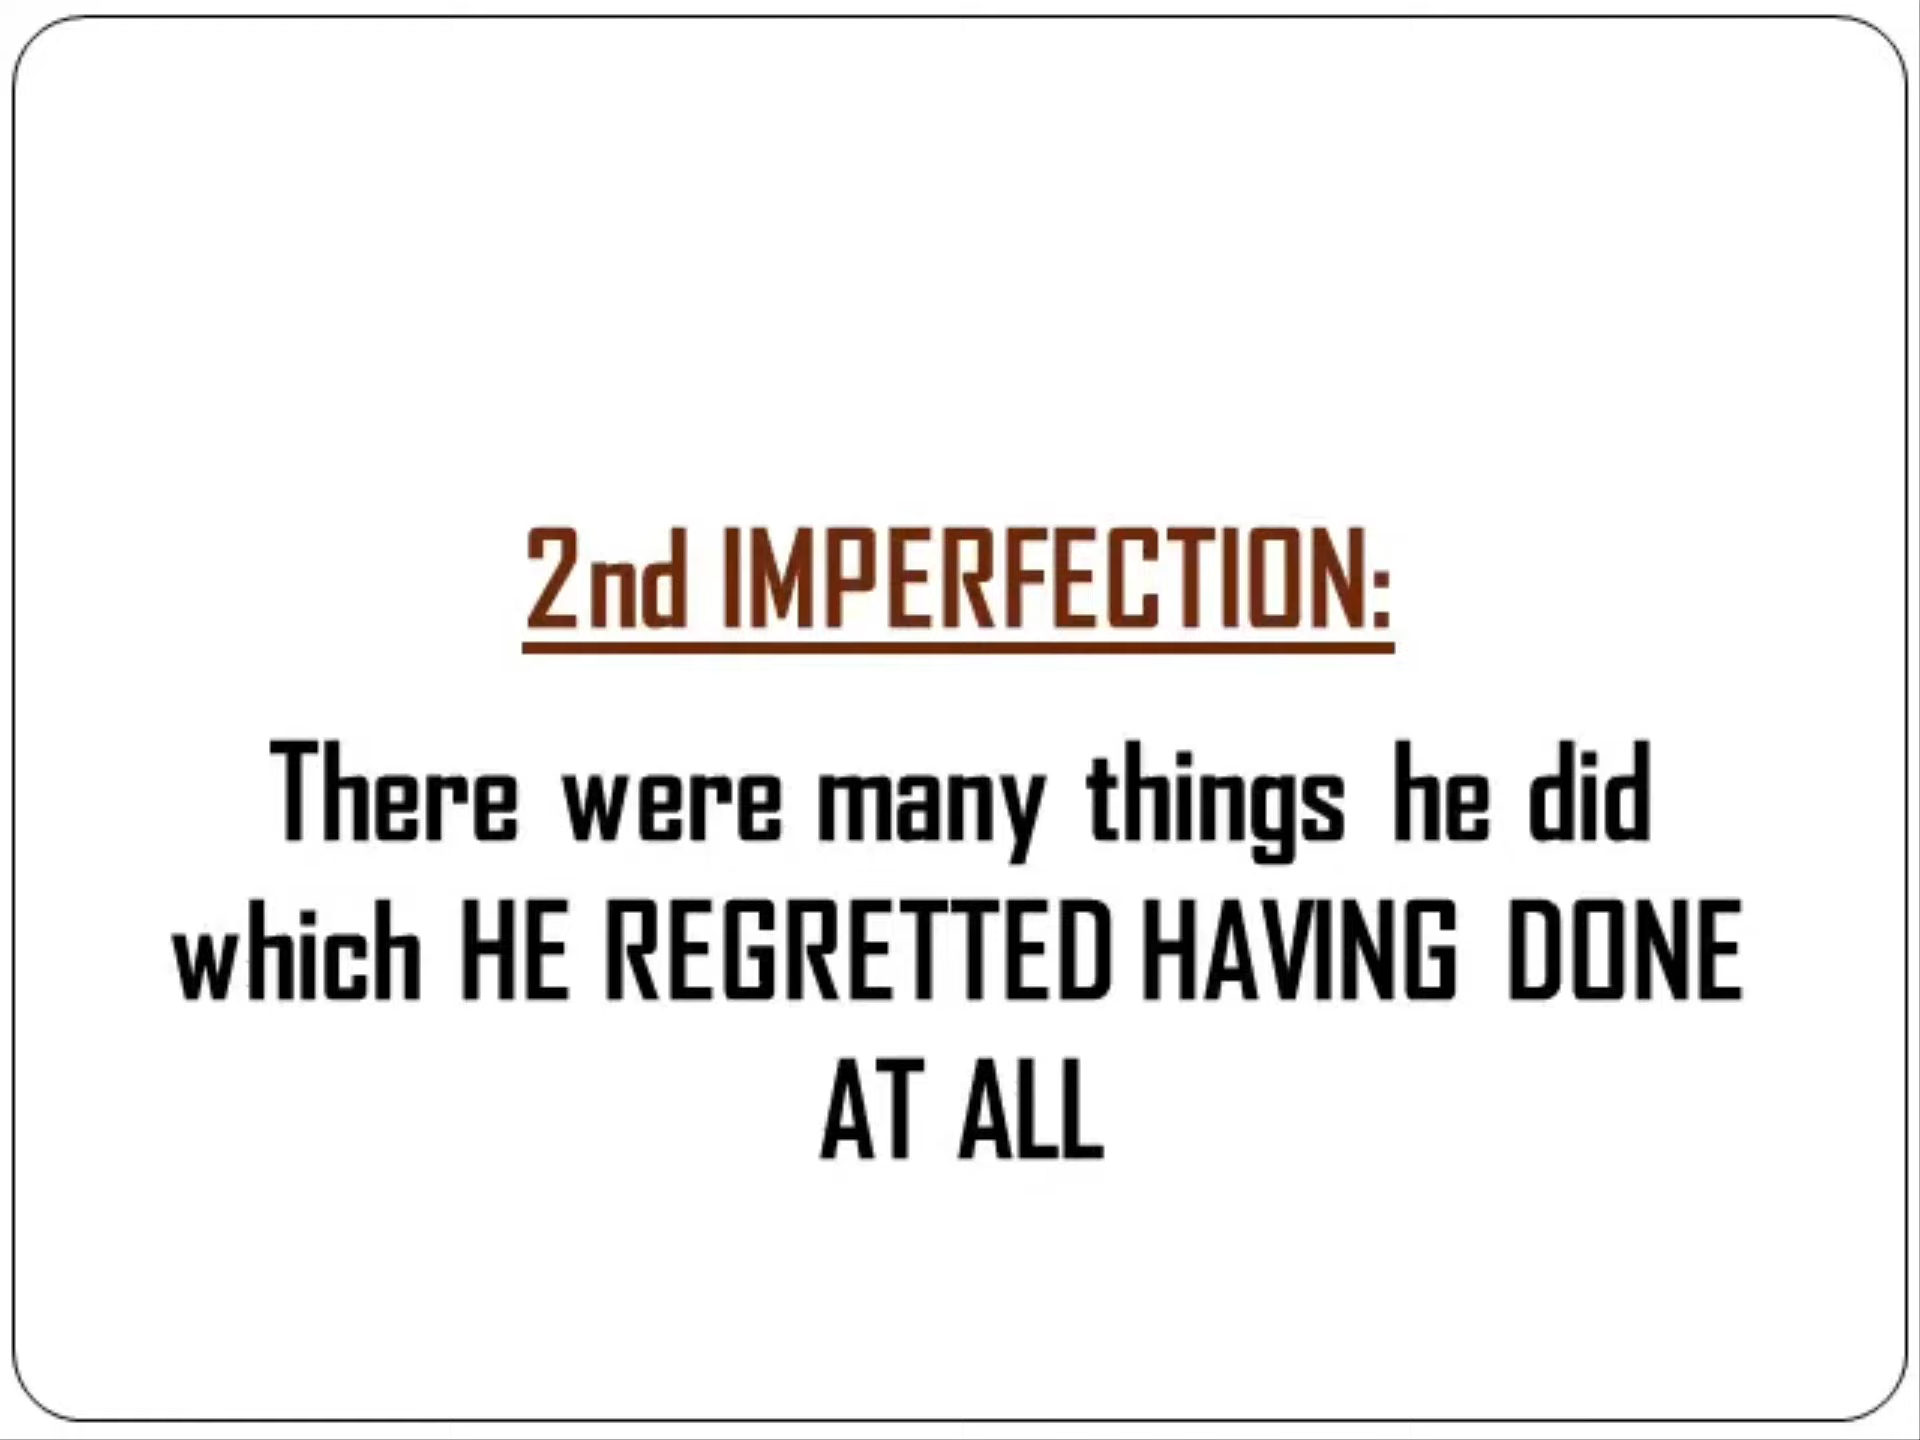 2nd IMPERFECTION:
There were many things he did
which HE REGRETTED HAVING DONE
AT ALL